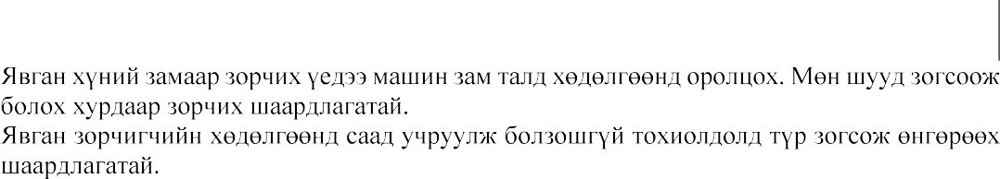 Явган хүний замаар зорчих үедээ машин зам талд хөдөлгөөнд оролцох. Мөн шууд зогсоож
болох хурдаар зорчих шаардлагатай.
Явган зорчигчийн хөдөлгөөнд саад учруулж болзошгүй тохиолдолд түр зогсож өнгөрөөх
шаардлагатай.